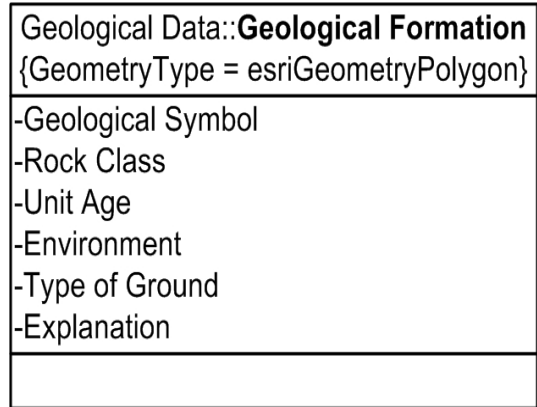 Geological Data::Geological Formation
{GeometryType = esriGeometryPolygon}
-Geological Symbol
-Rock Class
-Unit Age
-Environment
-Type of Ground
-Explanation